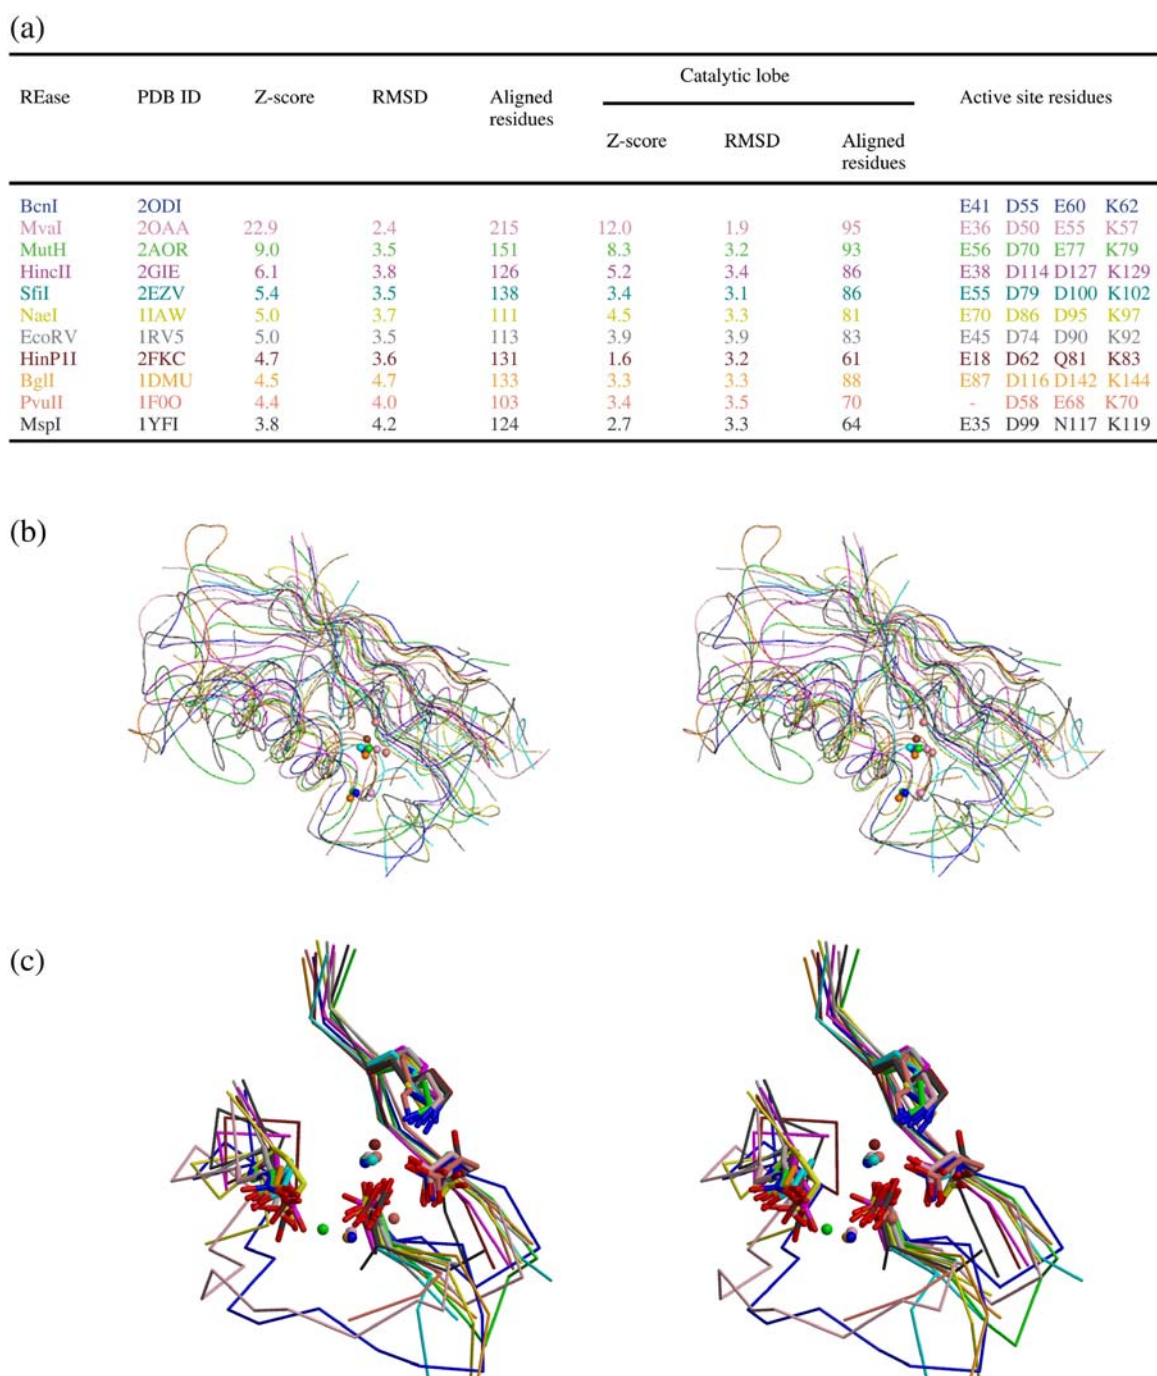 (a)
Catalytic lobe
REase PDB ID Z-score RMSD Aligned residues Active site residues
Z-score RMSD Aligned residues
BcnI 2ODI E41 D55 E60 K62
MvaI 2OAA 22.9 2.4 215 12.0 1.9 95 E36 D50 E55 K57
MutH 2AOR 9.0 3.5 151 8.3 3.2 93 E56 D70 E77 K79
HincII 2GIE 6.1 3.8 126 5.2 3.4 86 E38 D114 D127 K129
SfiI 2EZV 5.4 3.5 138 3.4 3.1 86 E55 D79 D100 K102
NaeI 1IAW 5.0 3.7 111 4.5 3.3 81 E70 D86 D95 K97
EcoRV 1RV5 5.0 3.5 113 3.9 3.9 83 E45 D74 D90 K92
HinP1I 2FKC 4.7 3.6 131 1.6 3.2 61 E18 D62 Q81 K83
BglI 1DMU 4.5 4.7 133 3.3 3.3 88 E87 D116 D142 K144
PvuII 1F0O 4.4 4.0 103 3.4 3.5 70 - D58 E68 K70
MspI 1YFI 3.8 4.2 124 2.7 3.3 64 E35 D99 N117 K119
(b)
(c)